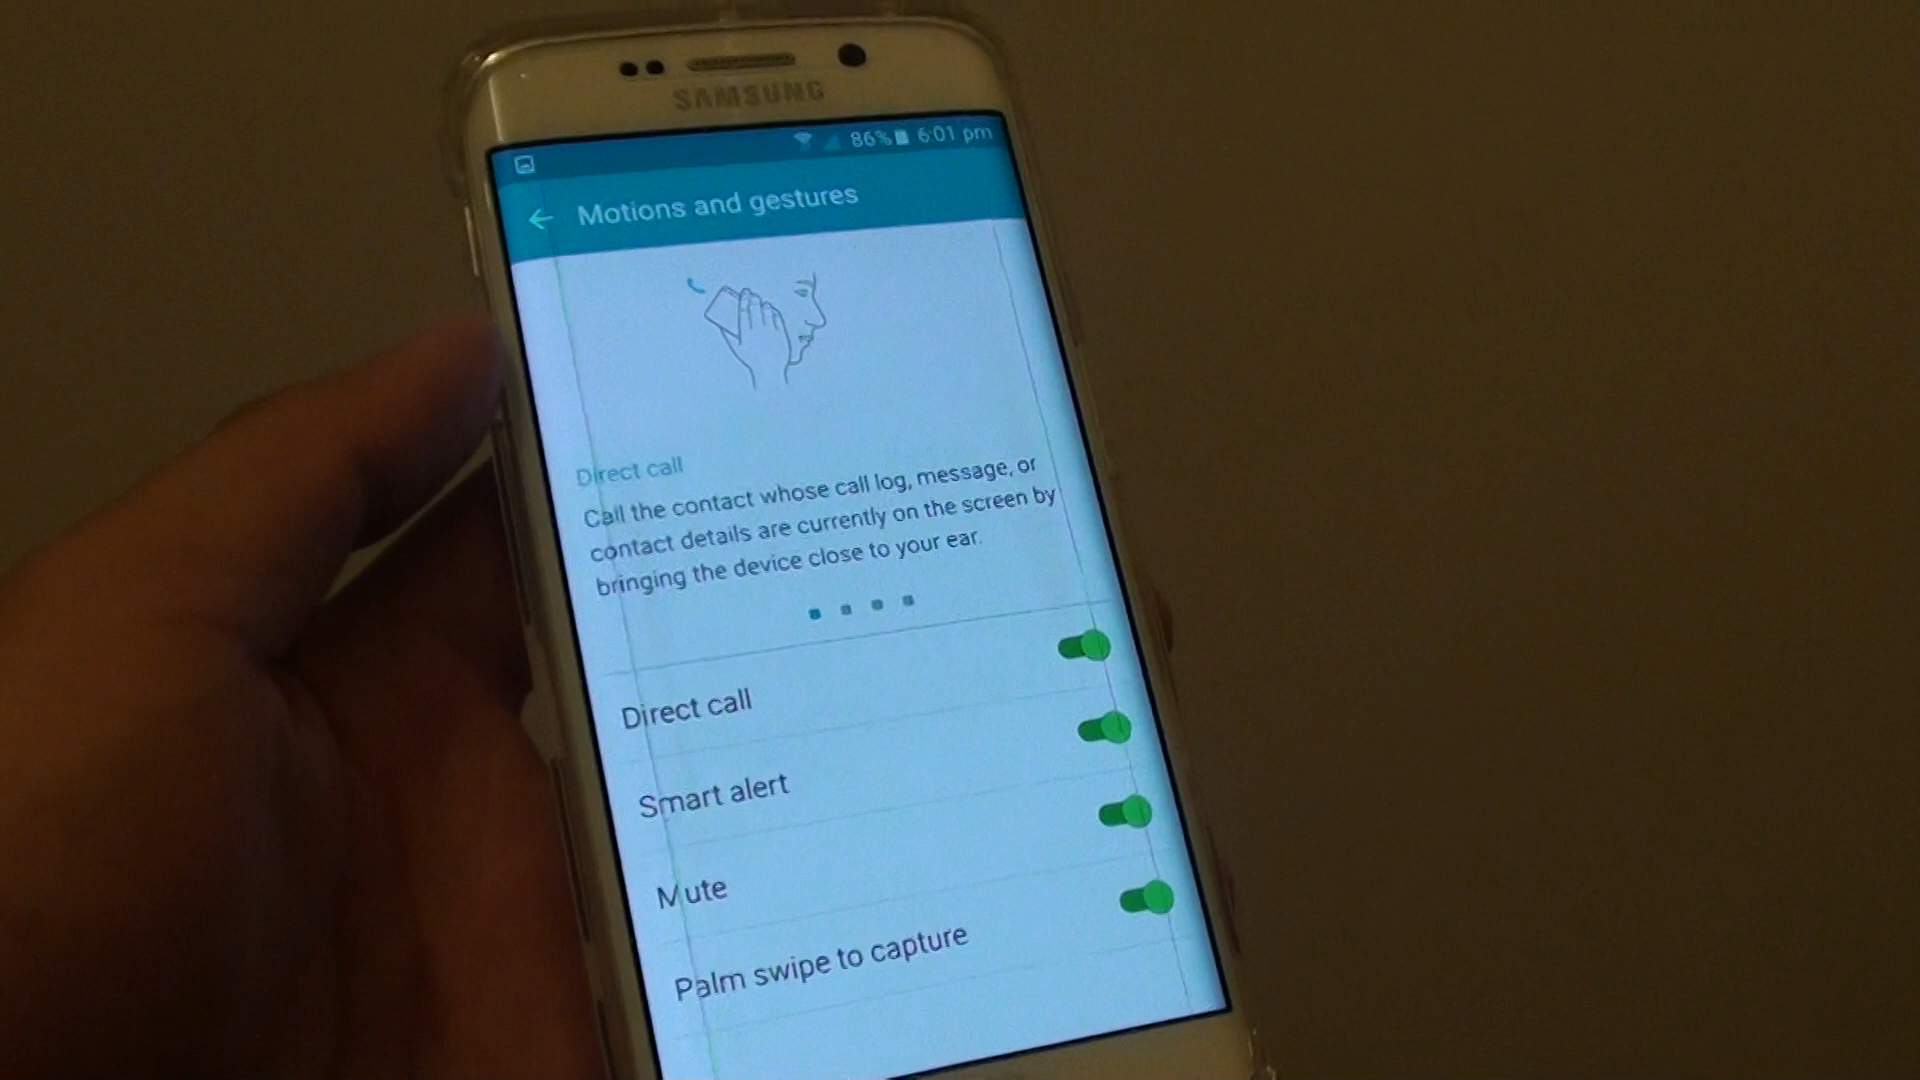 SAMSUNG
86% 6:01 pm
Motions and gestures
Direct call
Call the contact whose call log, message, or
contact details are currently on the screen by
bringing the device close to your ear.
Direct call
Smart alert
Mute
Palm swipe to capture